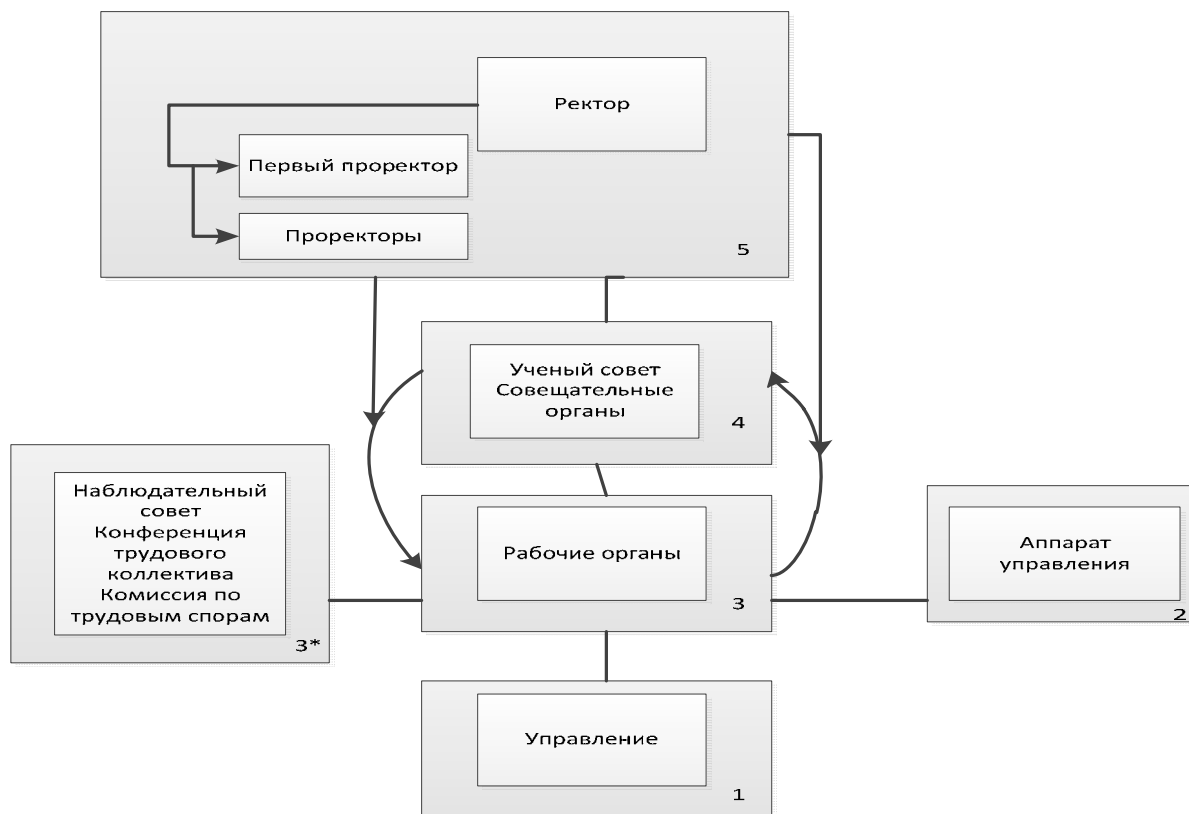 Ректор
Первый проректор
Проректоры
5
Ученый совет
Совещательные
органы
4
Наблюдательный
совет
Конференция
трудового
коллектива
Комиссия по
трудовым спорам
3*
Рабочие органы
3
Аппарат
управления
2
Управление
1